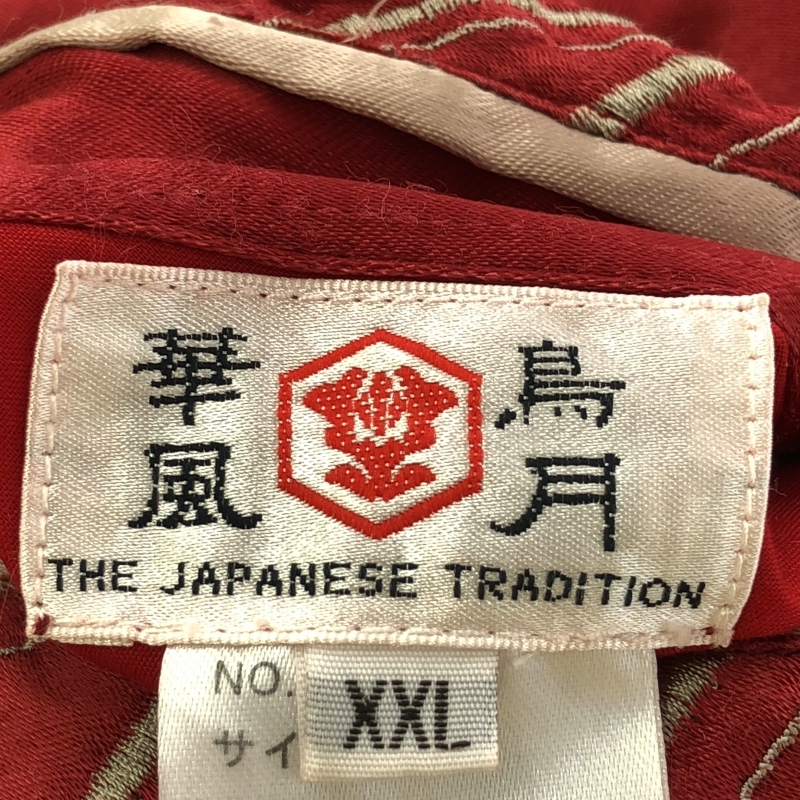 華 鳥
風 月
THE JAPANESE TRADITION
NO.
XXL
サイ